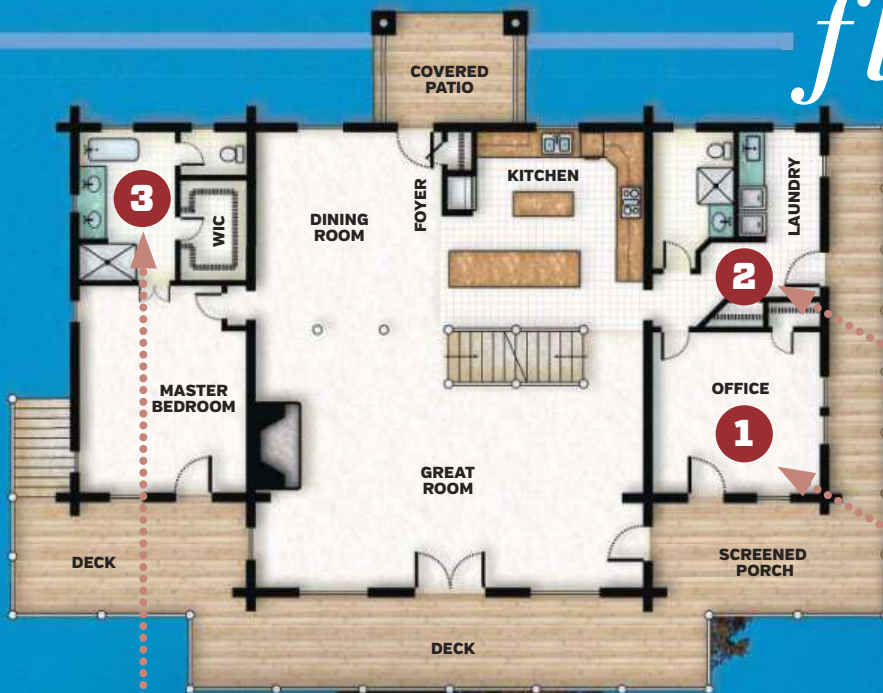 fl
COVERED
PATIO
KITCHEN
FOYER
DINING
ROOM
WIC
LAUNDRY
3
2
MASTER
BEDROOM
OFFICE
1
GREAT
ROOM
DECK
SCREENED
PORCH
DECK